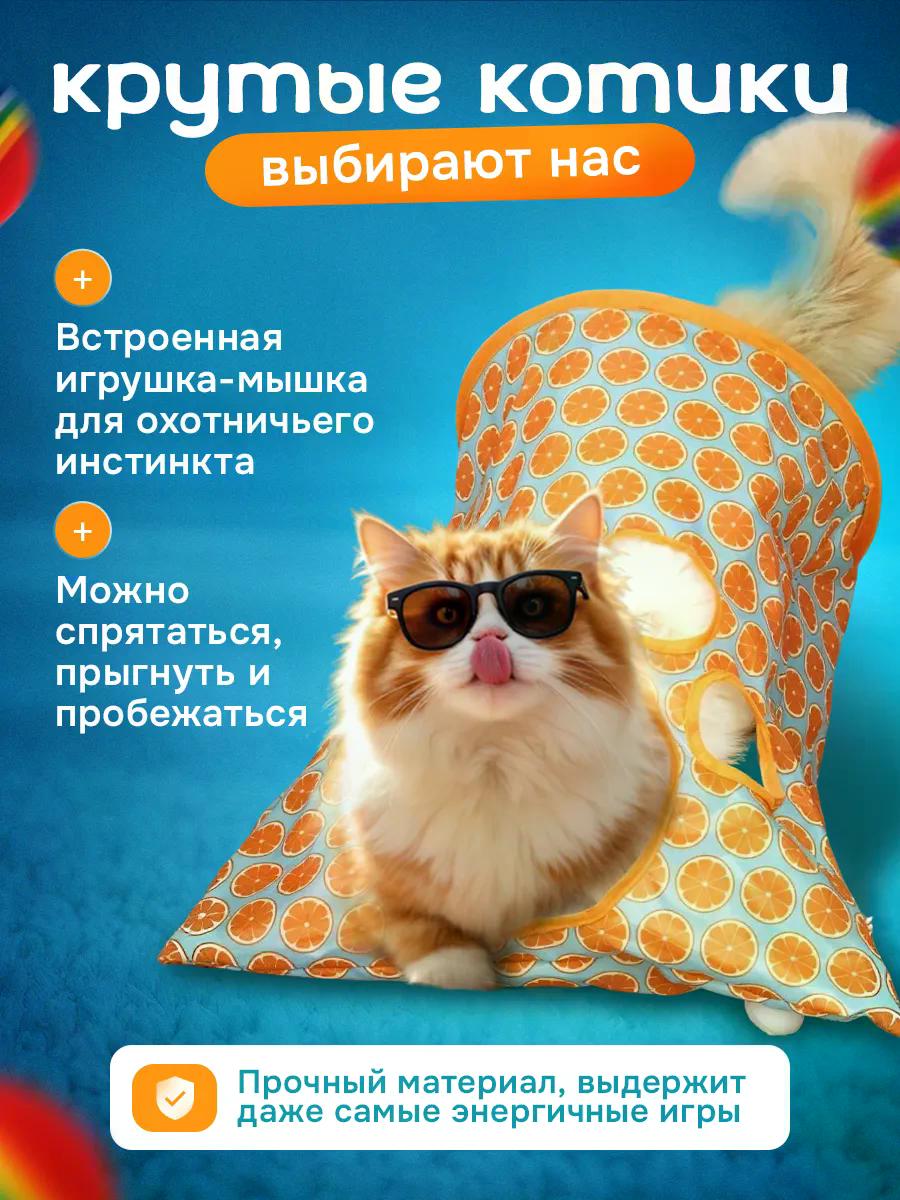 крутые котики
выбирают нас
+
Встроенная
игрушка-мышка
для охотничьего
инстинкта
+
Можно
спрятаться,
прыгнуть и
пробежаться
Прочный материал, выдержит
даже самые энергичные игры